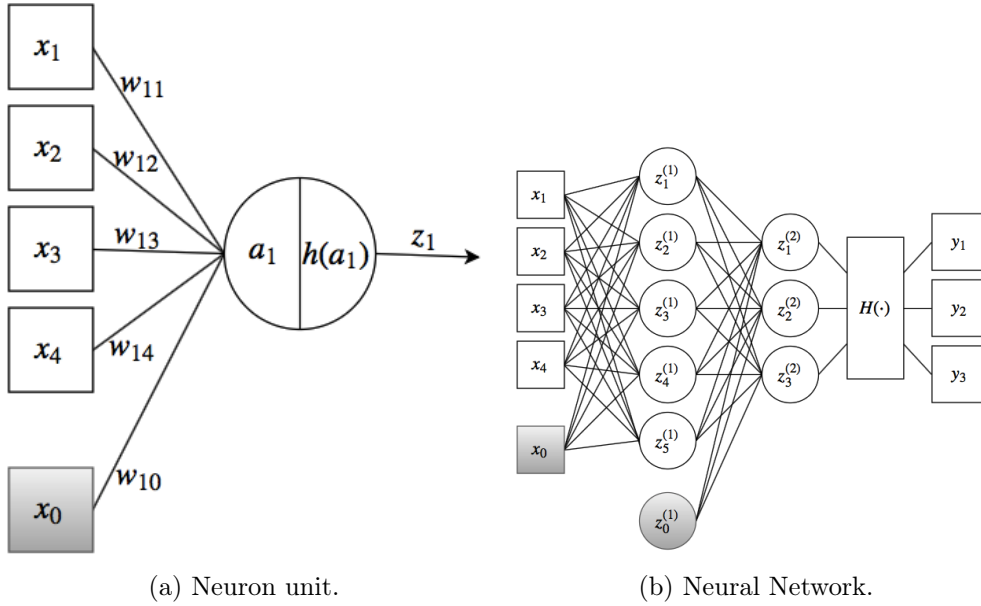 x₁
w₁₁
x₂
w₁₂
x₃
w₁₃
a₁
h(a₁)
z₁
x₄
w₁₄
x₀
w₁₀
(a) Neuron unit.
x₁
x₂
x₃
x₄
x₀
z₁⁽¹⁾
z₂⁽¹⁾
z₃⁽¹⁾
z₄⁽¹⁾
z₅⁽¹⁾
z₀⁽¹⁾
z₁⁽²⁾
z₂⁽²⁾
z₃⁽²⁾
H(·)
y₁
y₂
y₃
(b) Neural Network.